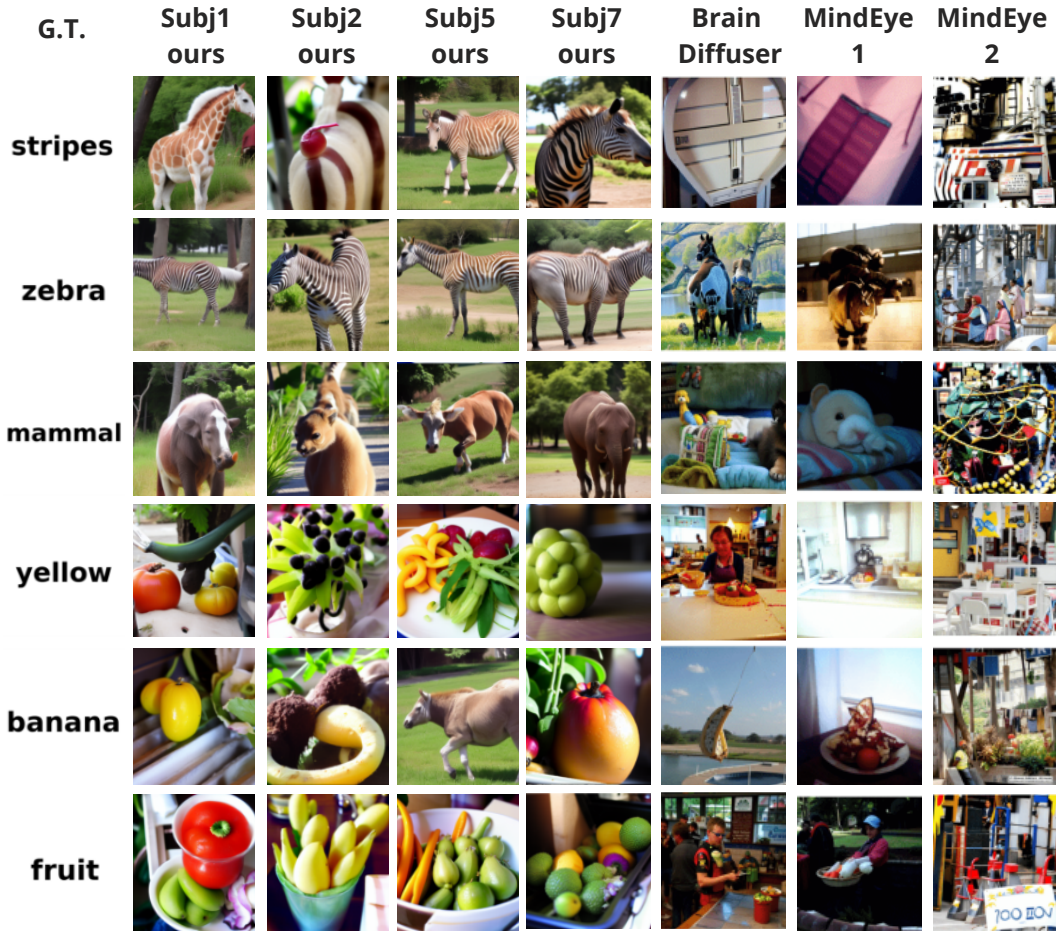 G.T.
Subj1 ours
Subj2 ours
Subj5 ours
Subj7 ours
Brain Diffuser
MindEye 1
MindEye 2
stripes
zebra
mammal
yellow
banana
fruit